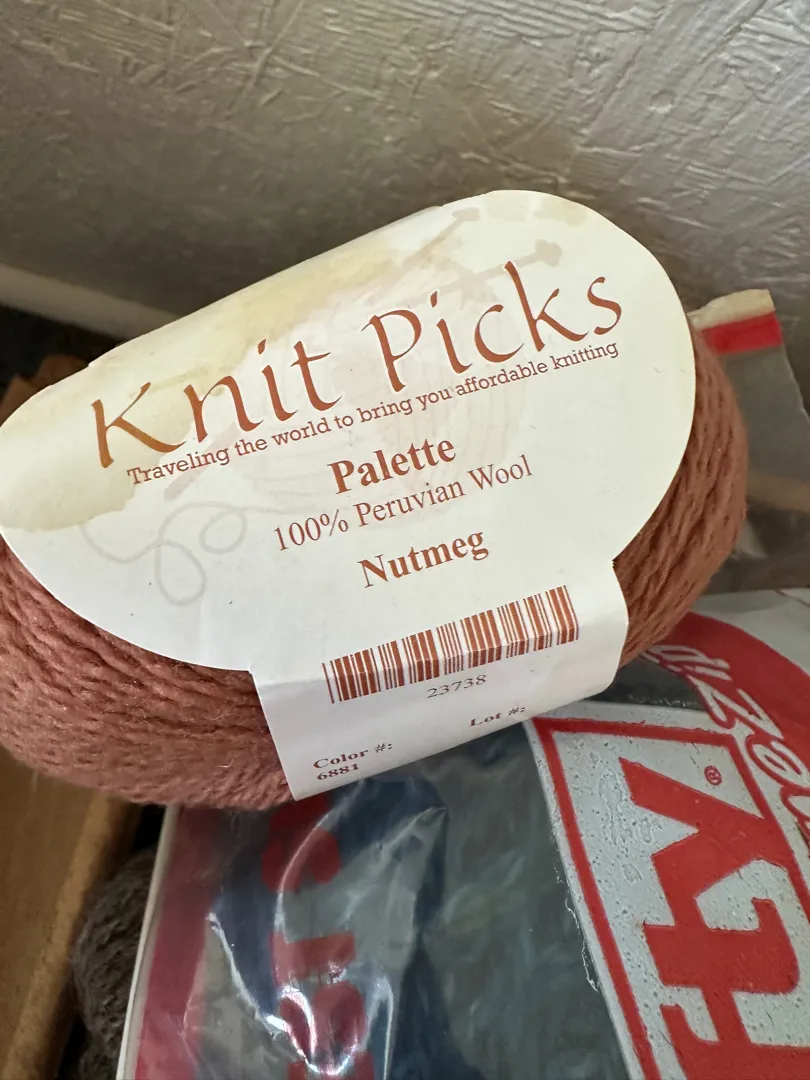 Knit Picks
Traveling the world to bring you affordable knitting
Palette
100% Peruvian Wool
Nutmeg
23738
Color #:
6881
Lot #:
®